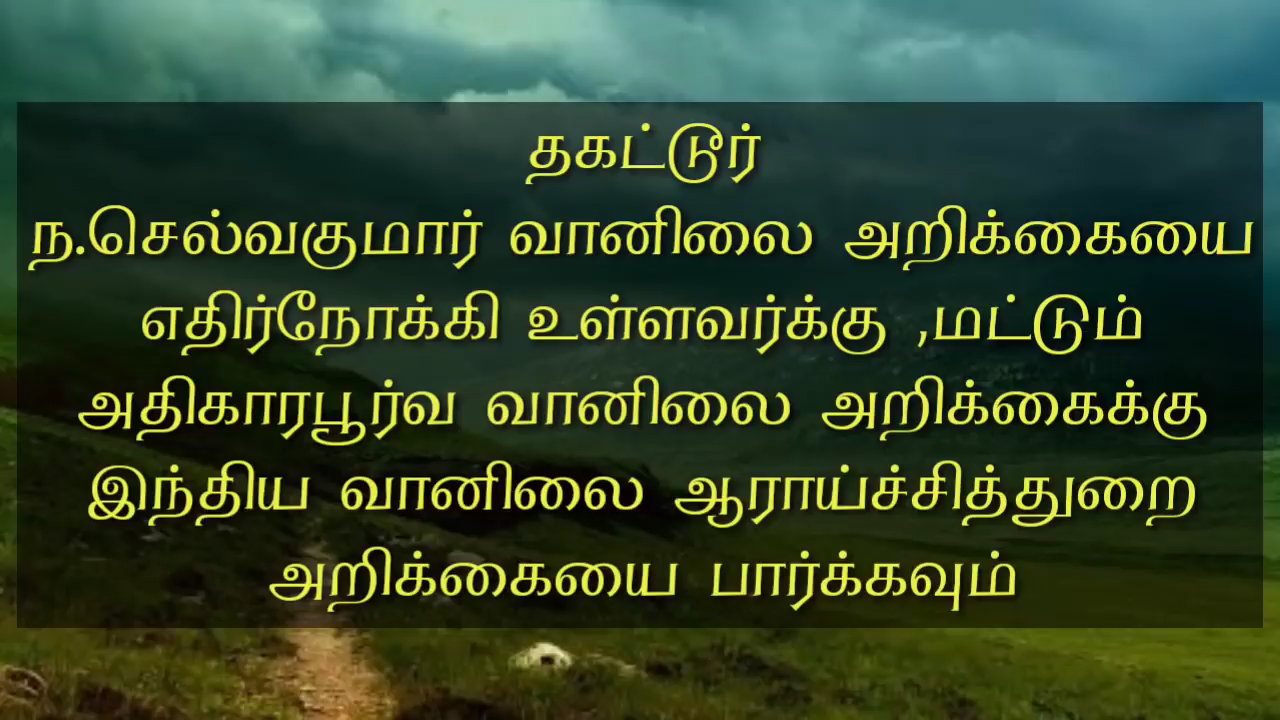 தகட்டூர்
ந.செல்வகுமார் வானிலை அறிக்கையை
எதிர்நோக்கி உள்ளவர்க்கு ,மட்டும்
அதிகாரபூர்வ வானிலை அறிக்கைக்கு
இந்திய வானிலை ஆராய்ச்சித்துறை
அறிக்கையை பார்க்கவும்